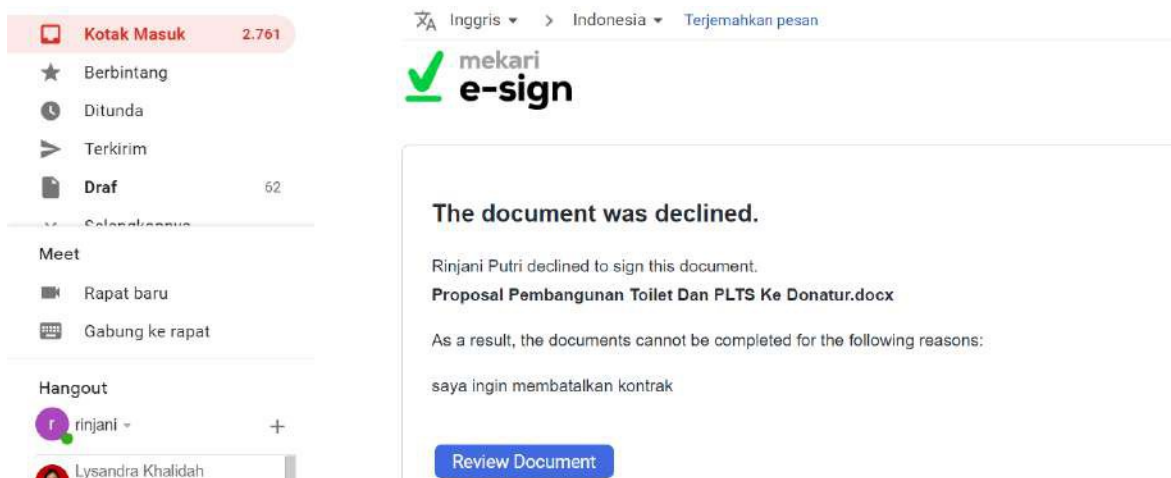 Kotak Masuk 2.761
Berbintang
Ditunda
Terkirim
Draf 62
Selengkapnya
Meet
Rapat baru
Gabung ke rapat
Hangout
r rinjani
Lysandra Khalidah
Inggris > Indonesia Terjemahkan pesan
mekari
e-sign
The document was declined.
Rinjani Putri declined to sign this document.
Proposal Pembangunan Toilet Dan PLTS Ke Donatur.docx
As a result, the documents cannot be completed for the following reasons:
saya ingin membatalkan kontrak
Review Document